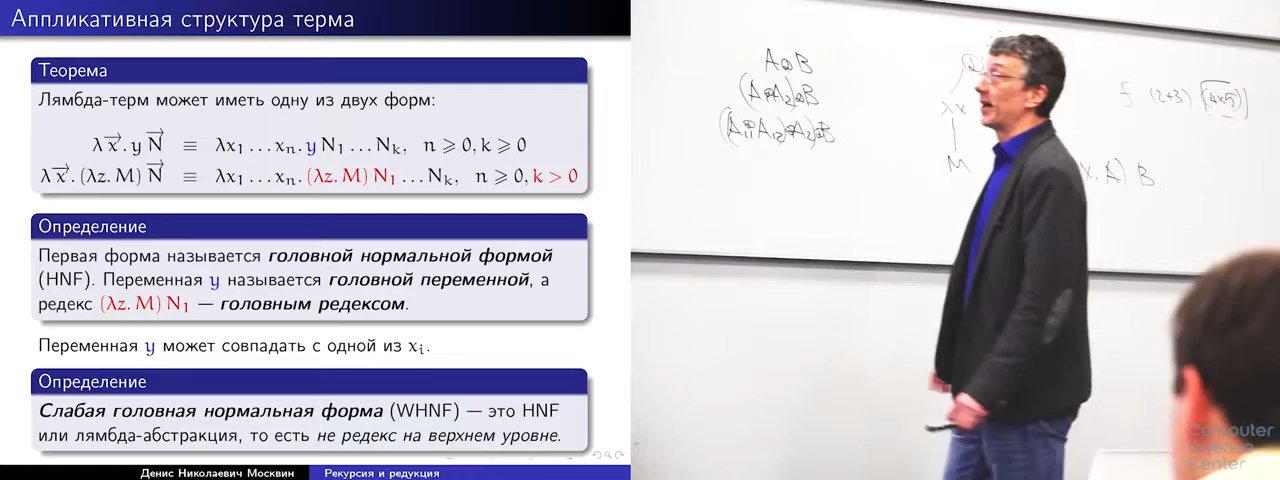 Аппликативная структура терма
Теорема
Лямбда-терм может иметь одну из двух форм:
λx⃗. y N⃗ ≡ λx₁ … xₙ. y N₁ … Nₖ, n ⩾ 0, k ⩾ 0
λx⃗. (λz. M) N⃗ ≡ λx₁ … xₙ. (λz. M) N₁ … Nₖ, n ⩾ 0, k > 0
Определение
Первая форма называется головной нормальной формой
(HNF). Переменная y называется головной переменной, а
редекс (λz. M) N₁ — головным редексом.
Переменная y может совпадать с одной из xᵢ.
Определение
Слабая головная нормальная форма (WHNF) — это HNF
или лямбда-абстракция, то есть не редекс на верхнем уровне.
Денис Николаевич Москвин Рекурсия и редукция
A@B
(A₁@A₂)@B
λx
M
(2+3) (4×5)
x. A) B
Computer
Science
Center